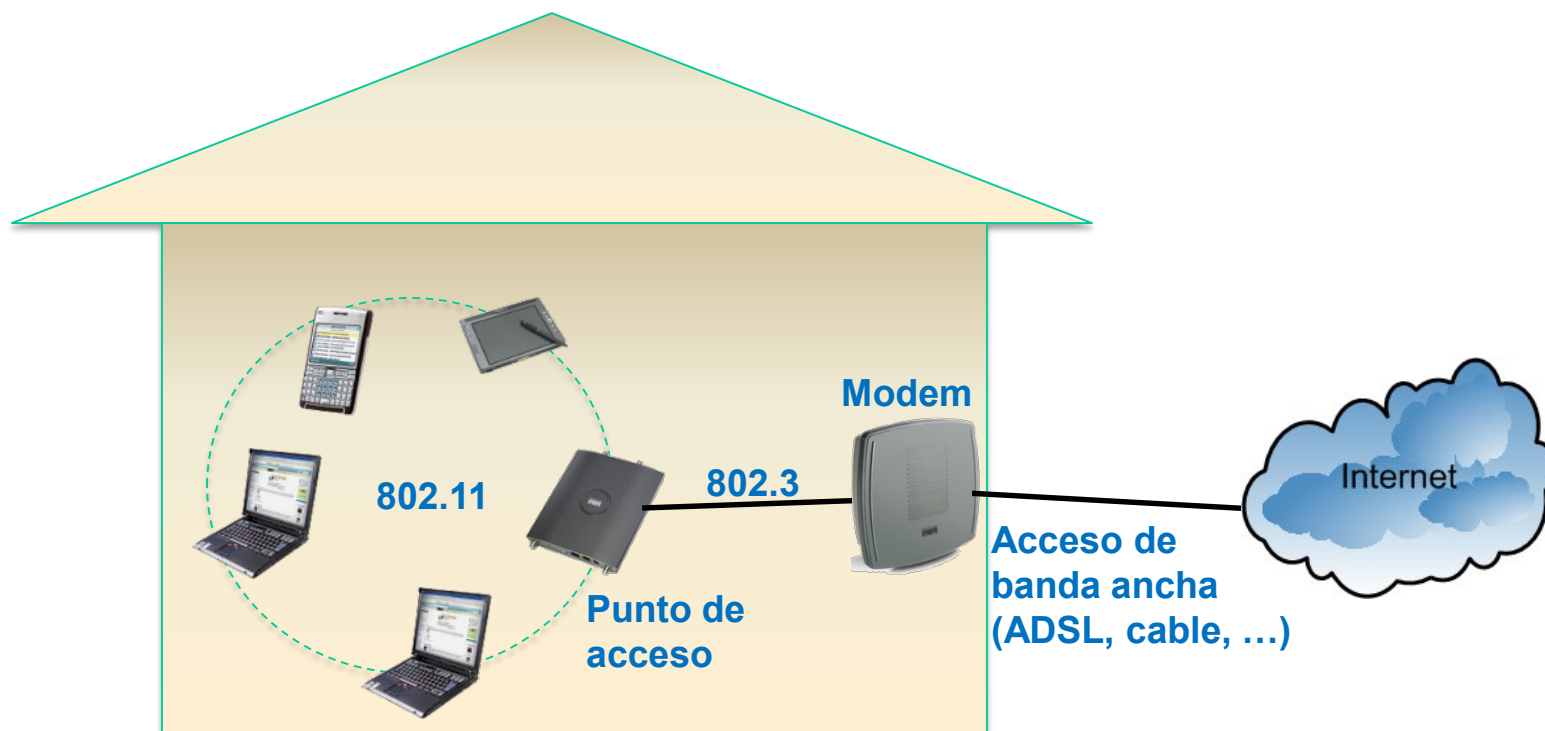 Modem
802.11
802.3
Internet
Punto de
acceso
Acceso de
banda ancha
(ADSL, cable, …)